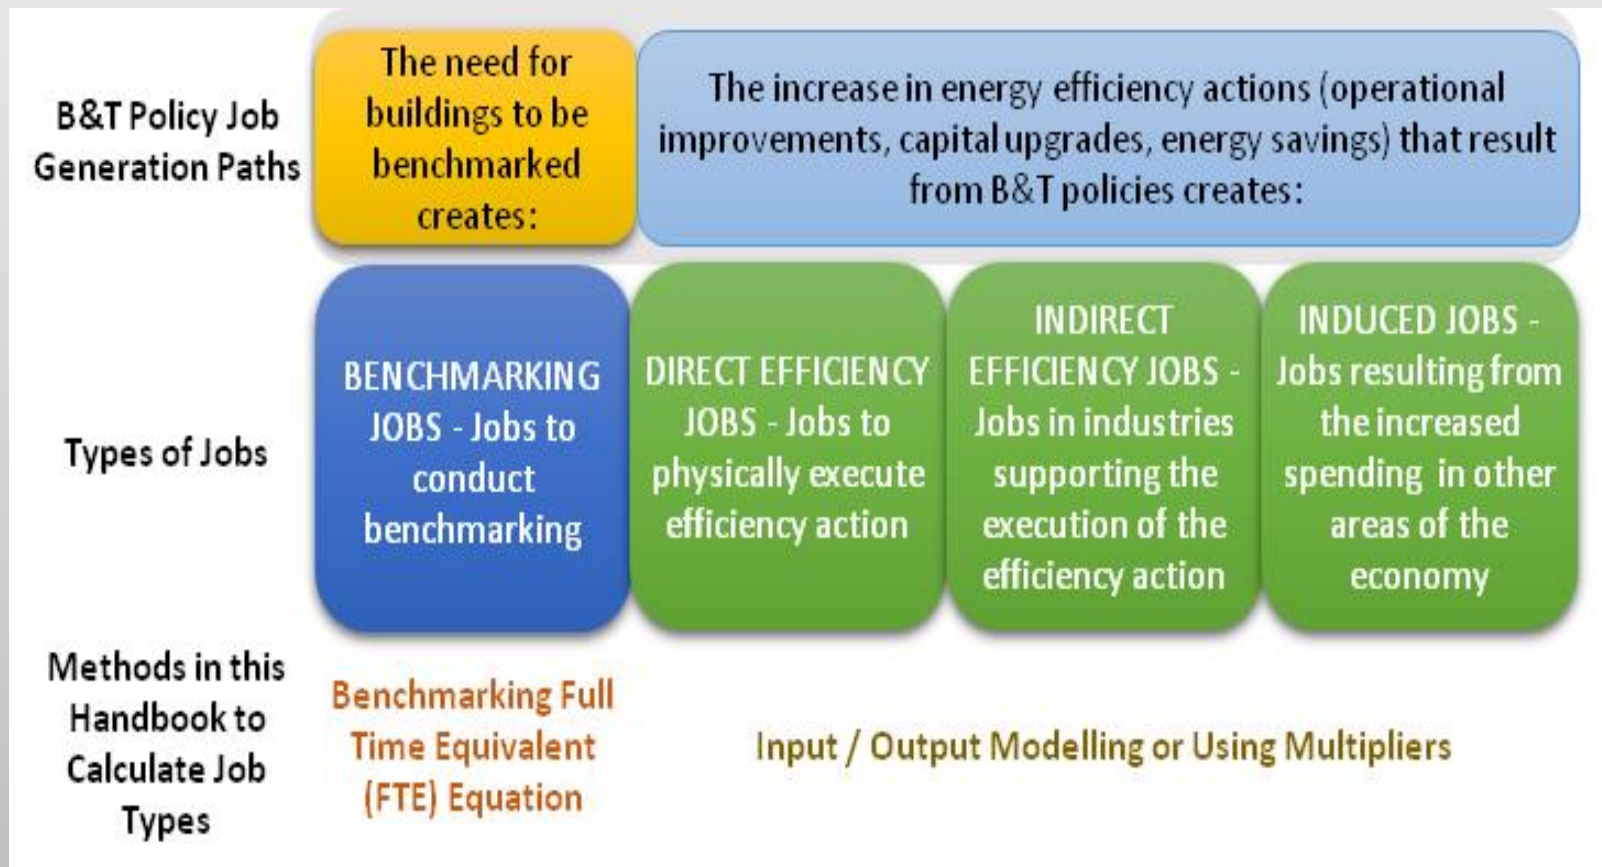 B&T Policy Job
Generation Paths
The need for
buildings to be
benchmarked
creates:
The increase in energy efficiency actions (operational
improvements, capital upgrades, energy savings) that result
from B&T policies creates:
Types of Jobs
BENCHMARKING
JOBS - Jobs to
conduct
benchmarking
DIRECT EFFICIENCY
JOBS - Jobs to
physically execute
efficiency action
INDIRECT
EFFICIENCY JOBS -
Jobs in industries
supporting the
execution of the
efficiency action
INDUCED JOBS -
Jobs resulting from
the increased
spending in other
areas of the
economy
Methods in this
Handbook to
Calculate Job
Types
Benchmarking Full
Time Equivalent
(FTE) Equation
Input / Output Modelling or Using Multipliers